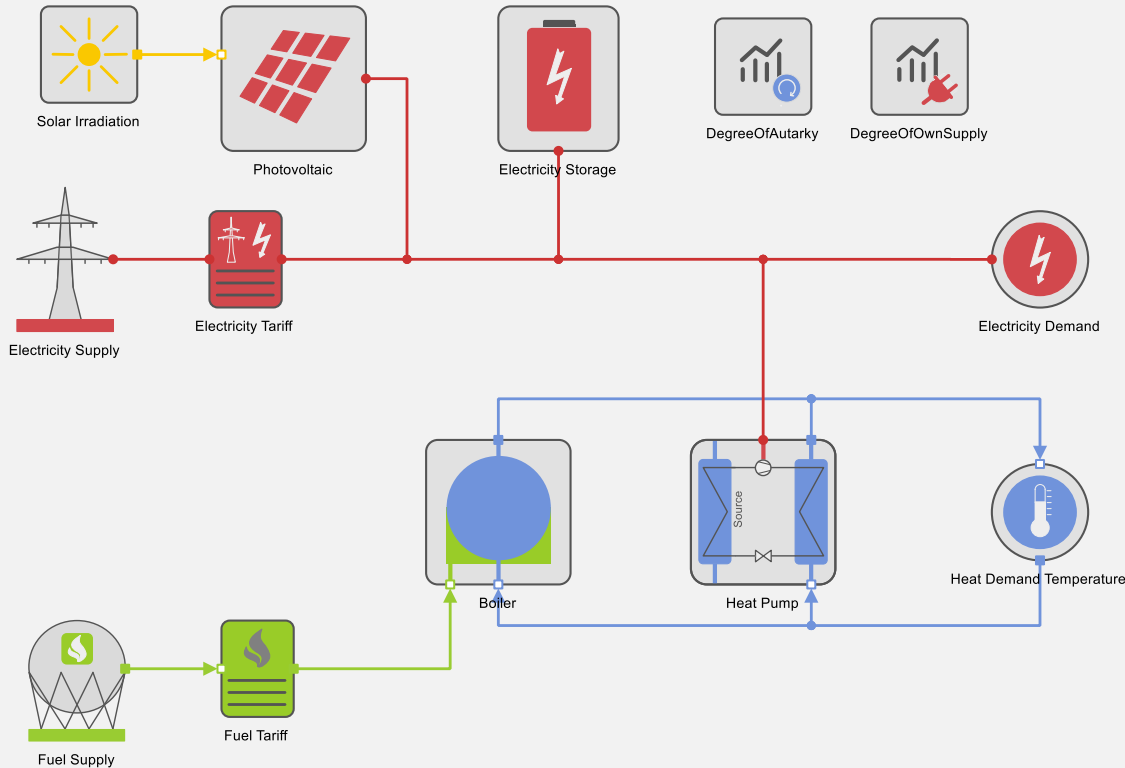 Solar Irradiation
Photovoltaic
Electricity Storage
DegreeOfAutarky
DegreeOfOwnSupply
Electricity Supply
Electricity Tariff
Electricity Demand
Source
Boiler
Heat Pump
Heat Demand Temperature
Fuel Supply
Fuel Tariff